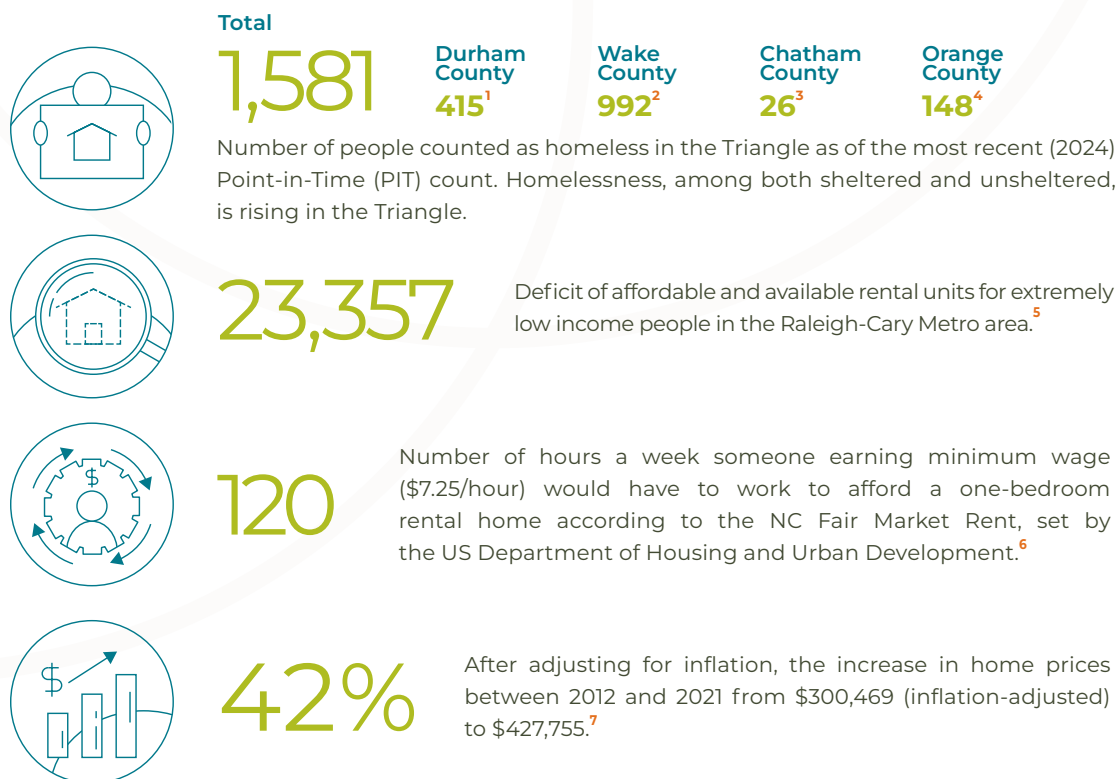 Total
1,581
Durham
County
415¹
Wake
County
992²
Chatham
County
26³
Orange
County
148⁴
Number of people counted as homeless in the Triangle as of the most recent (2024)
Point-in-Time (PIT) count. Homelessness, among both sheltered and unsheltered,
is rising in the Triangle.
23,357
Deficit of affordable and available rental units for extremely
low income people in the Raleigh-Cary Metro area.⁵
$
120
Number of hours a week someone earning minimum wage
($7.25/hour) would have to work to afford a one-bedroom
rental home according to the NC Fair Market Rent, set by
the US Department of Housing and Urban Development.⁶
$
42%
After adjusting for inflation, the increase in home prices
between 2012 and 2021 from $300,469 (inflation-adjusted)
to $427,755.⁷